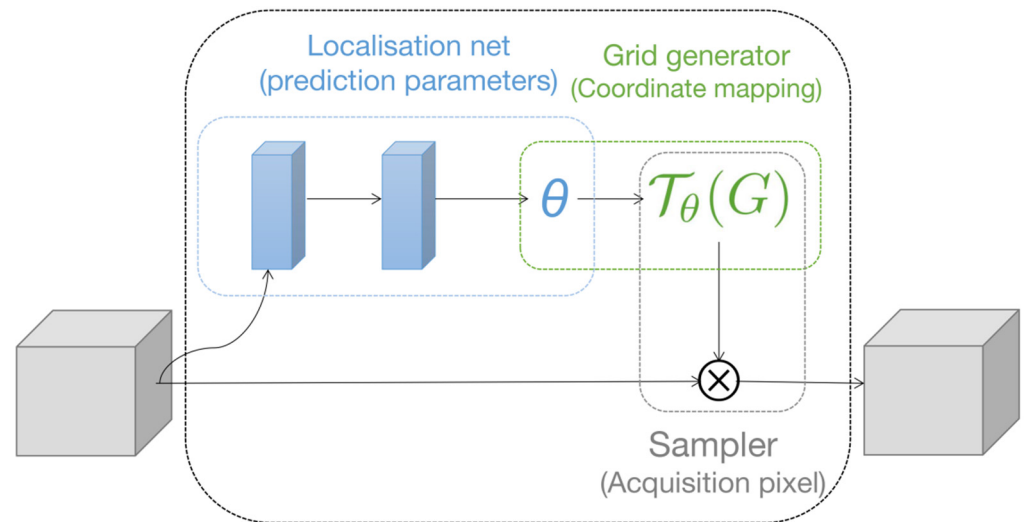 Localisation net
(prediction parameters)
Grid generator
(Coordinate mapping)
θ
𝒯θ(G)
Sampler
(Acquisition pixel)